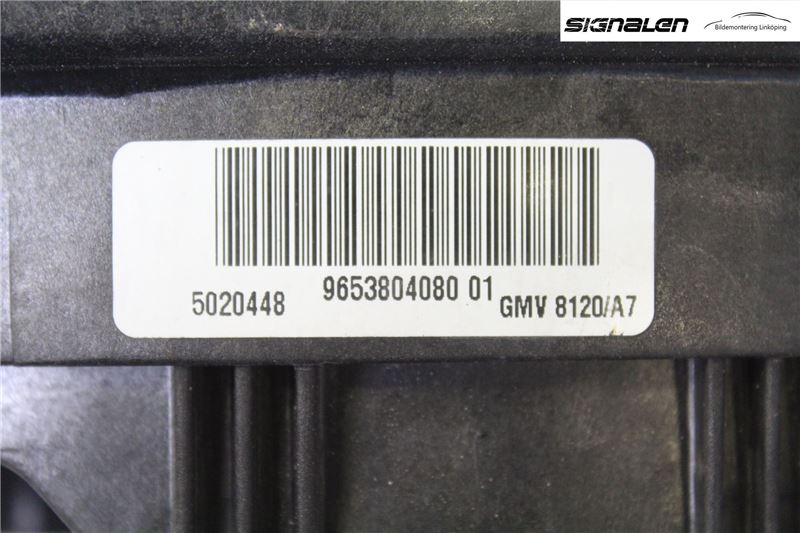 SIGNALEN
Bildemontering Linköping
9653804080 01
5020448
GMV 8120/A7